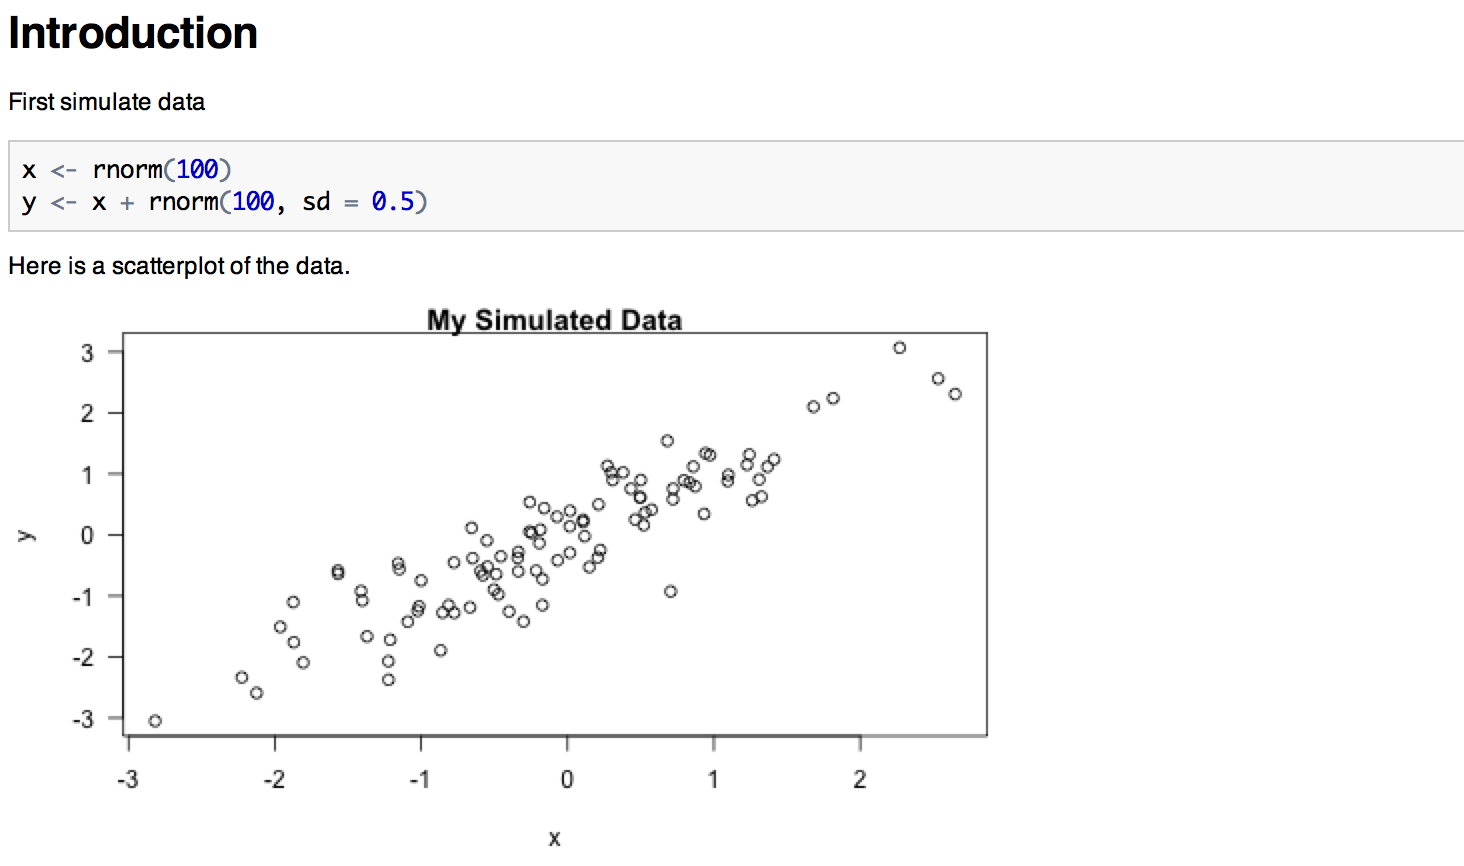 Introduction
First simulate data
x <- rnorm(100)
y <- x + rnorm(100, sd = 0.5)
Here is a scatterplot of the data.
My Simulated Data
3
2
1
0
-1
-2
-3
y
-3 -2 -1 0 1 2
x